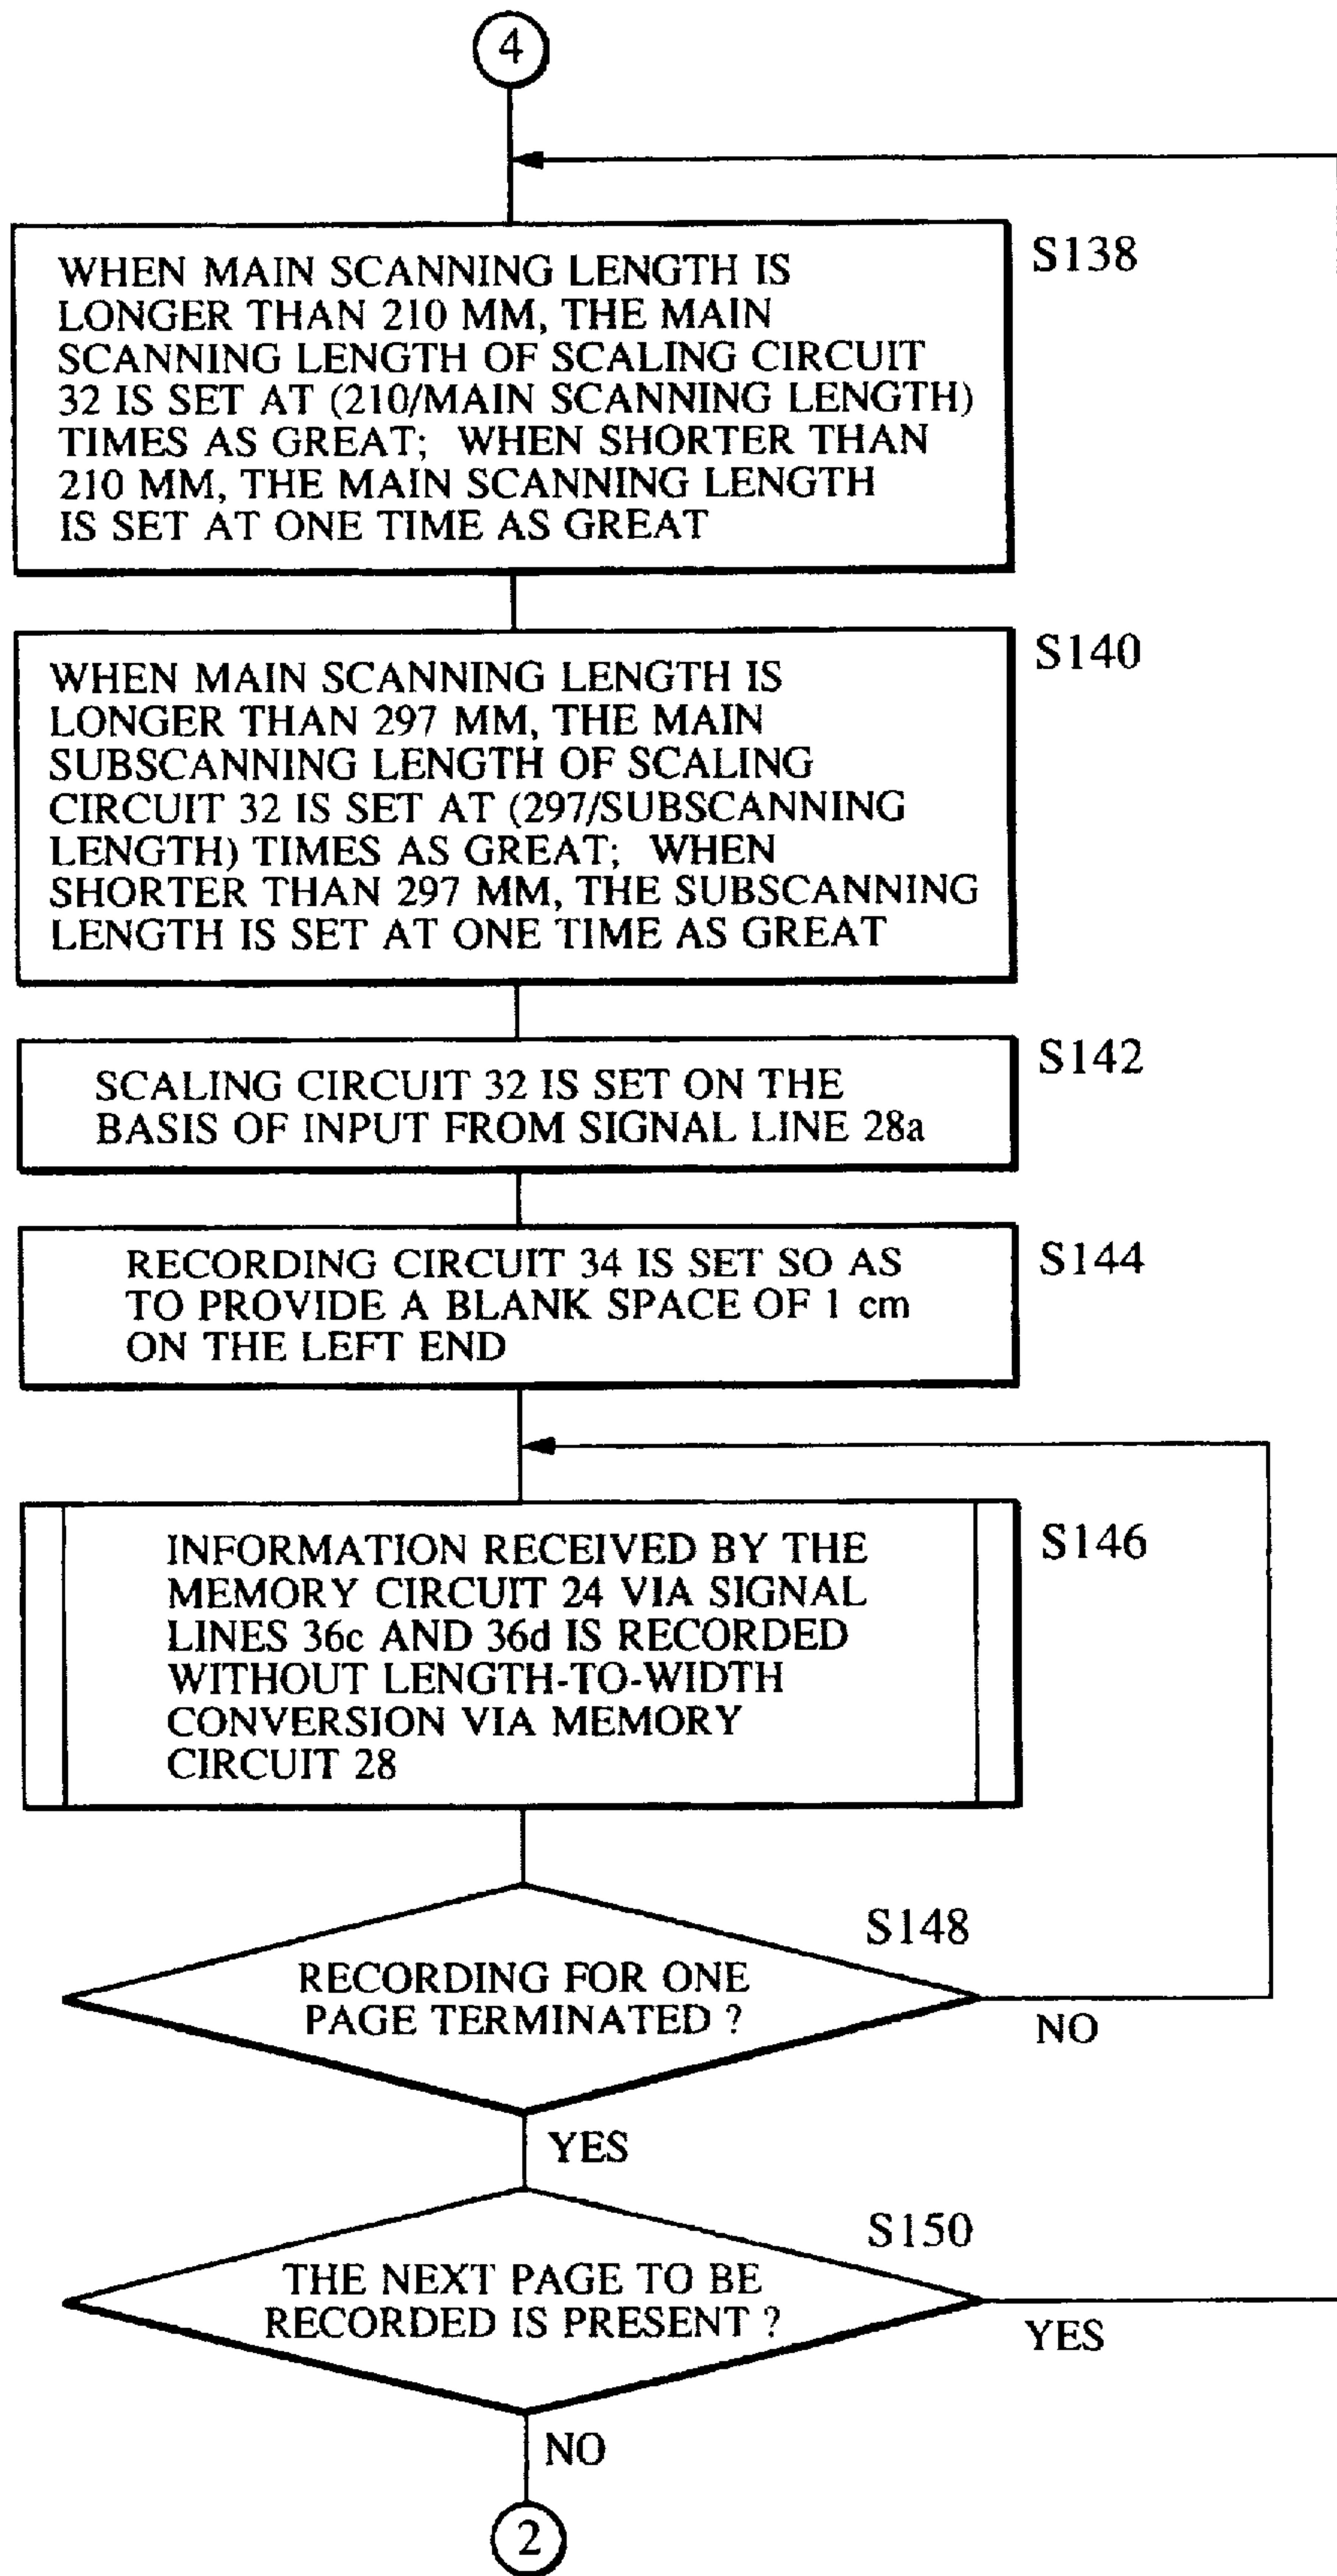 4
S138
WHEN MAIN SCANNING LENGTH IS
LONGER THAN 210 MM, THE MAIN
SCANNING LENGTH OF SCALING CIRCUIT
32 IS SET AT (210/MAIN SCANNING LENGTH)
TIMES AS GREAT; WHEN SHORTER THAN
210 MM, THE MAIN SCANNING LENGTH
IS SET AT ONE TIME AS GREAT
S140
WHEN MAIN SCANNING LENGTH IS
LONGER THAN 297 MM, THE MAIN
SUBSCANNING LENGTH OF SCALING
CIRCUIT 32 IS SET AT (297/SUBSCANNING
LENGTH) TIMES AS GREAT; WHEN
SHORTER THAN 297 MM, THE SUBSCANNING
LENGTH IS SET AT ONE TIME AS GREAT
S142
SCALING CIRCUIT 32 IS SET ON THE
BASIS OF INPUT FROM SIGNAL LINE 28a
S144
RECORDING CIRCUIT 34 IS SET SO AS
TO PROVIDE A BLANK SPACE OF 1 cm
ON THE LEFT END
S146
INFORMATION RECEIVED BY THE
MEMORY CIRCUIT 24 VIA SIGNAL
LINES 36c AND 36d IS RECORDED
WITHOUT LENGTH-TO-WIDTH
CONVERSION VIA MEMORY
CIRCUIT 28
S148
RECORDING FOR ONE
PAGE TERMINATED ?
NO
YES
S150
THE NEXT PAGE TO BE
RECORDED IS PRESENT ?
YES
NO
2